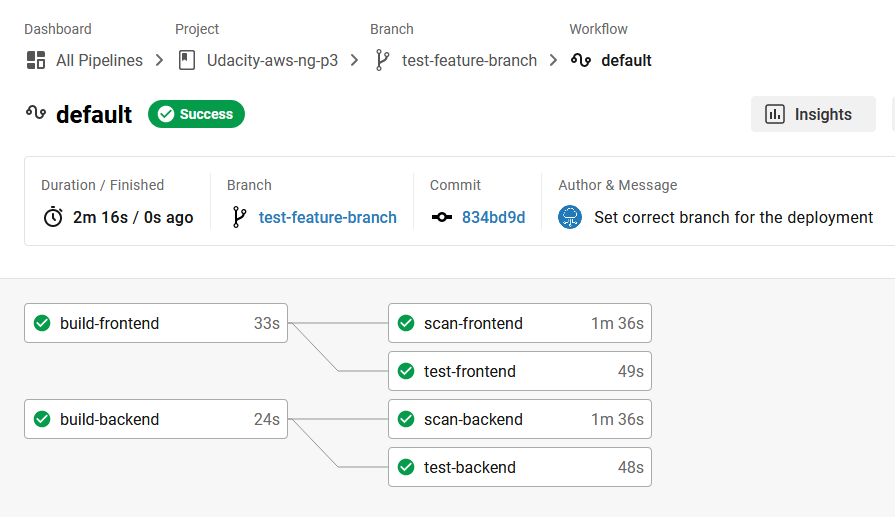 Dashboard Project Branch Workflow
All Pipelines Udacity-aws-ng-p3 test-feature-branch default
default Success Insights
Duration / Finished Branch Commit Author & Message
2m 16s / 0s ago test-feature-branch 834bd9d Set correct branch for the deployment
build-frontend 33s scan-frontend 1m 36s
test-frontend 49s
build-backend 24s scan-backend 1m 36s
test-backend 48s